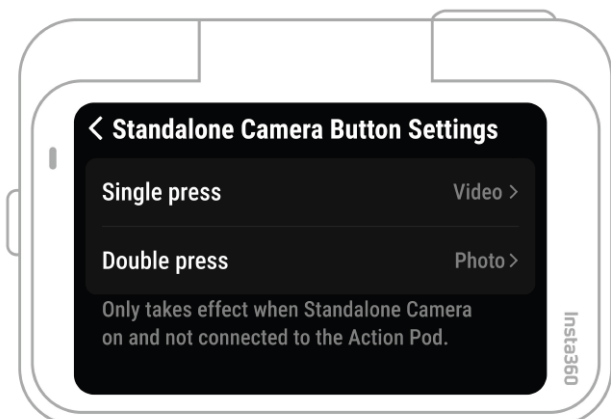 < Standalone Camera Button Settings
Single press Video >
Double press Photo >
Only takes effect when Standalone Camera
on and not connected to the Action Pod.
Insta360